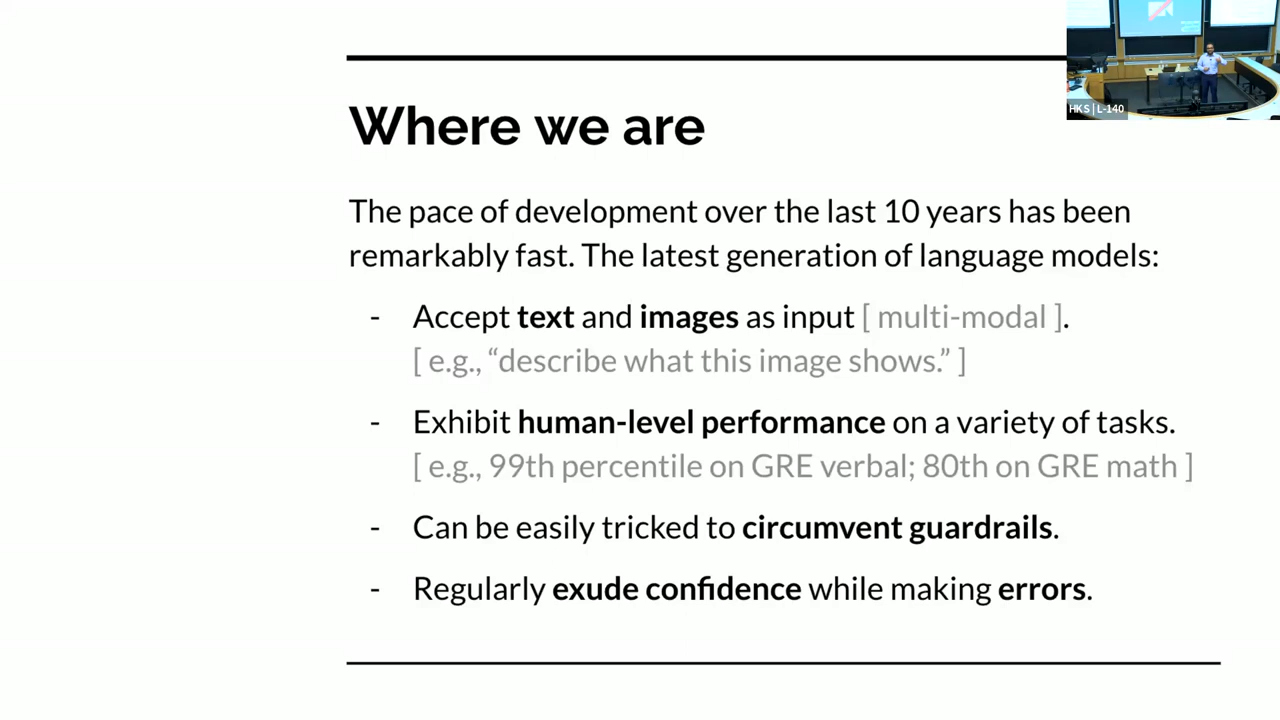 HKS | L-140
Where we are
The pace of development over the last 10 years has been
remarkably fast. The latest generation of language models:
- Accept text and images as input [ multi-modal ].
[ e.g., “describe what this image shows.” ]
- Exhibit human-level performance on a variety of tasks.
[ e.g., 99th percentile on GRE verbal; 80th on GRE math ]
- Can be easily tricked to circumvent guardrails.
- Regularly exude confidence while making errors.